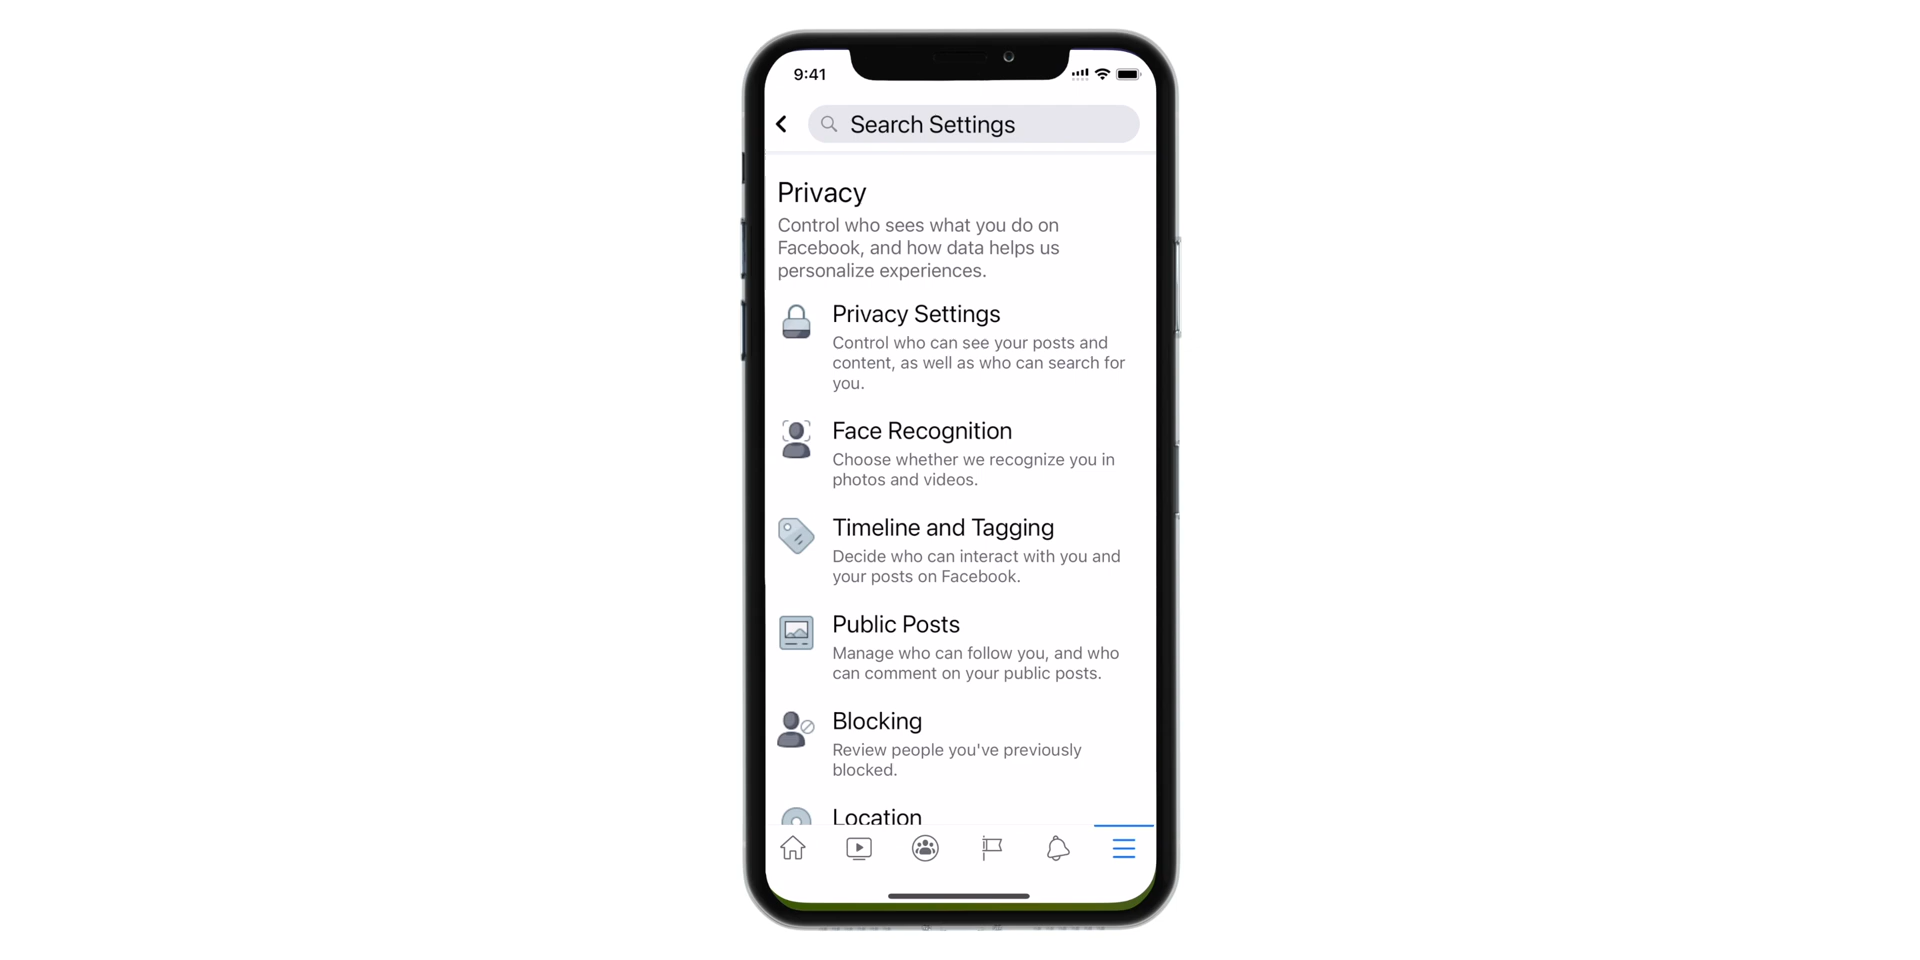 9:41
Search Settings
Privacy
Control who sees what you do on
Facebook, and how data helps us
personalize experiences.
Privacy Settings
Control who can see your posts and
content, as well as who can search for
you.
Face Recognition
Choose whether we recognize you in
photos and videos.
Timeline and Tagging
Decide who can interact with you and
your posts on Facebook.
Public Posts
Manage who can follow you, and who
can comment on your public posts.
Blocking
Review people you've previously
blocked.
Location